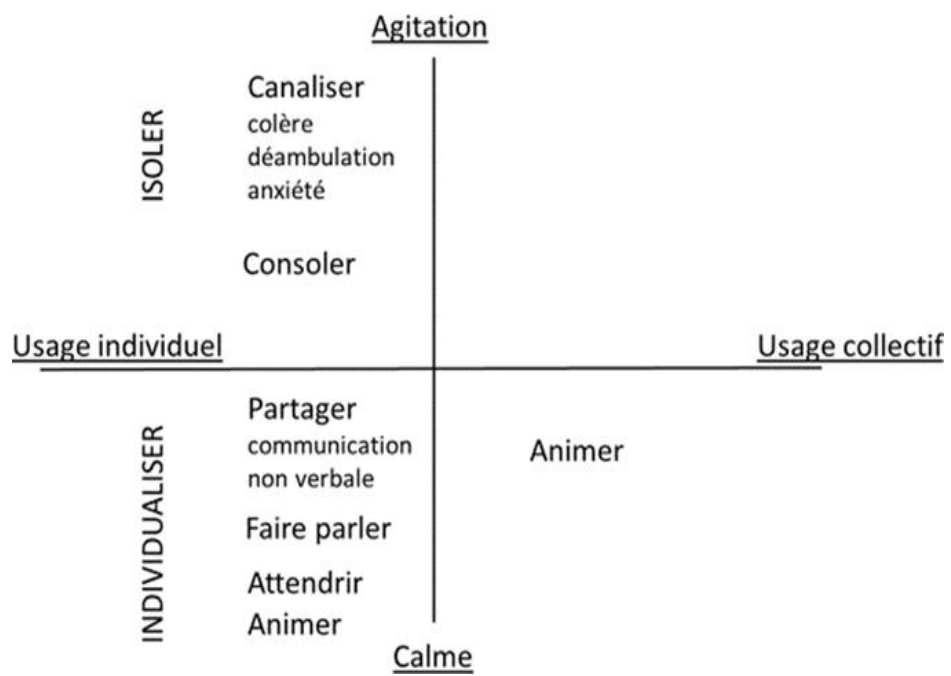 Agitation
ISOLER
Canaliser
colère
déambulation
anxiété
Consoler
Usage individuel
Usage collectif
INDIVIDUALISER
Partager
communication
non verbale
Animer
Faire parler
Attendrir
Animer
Calme